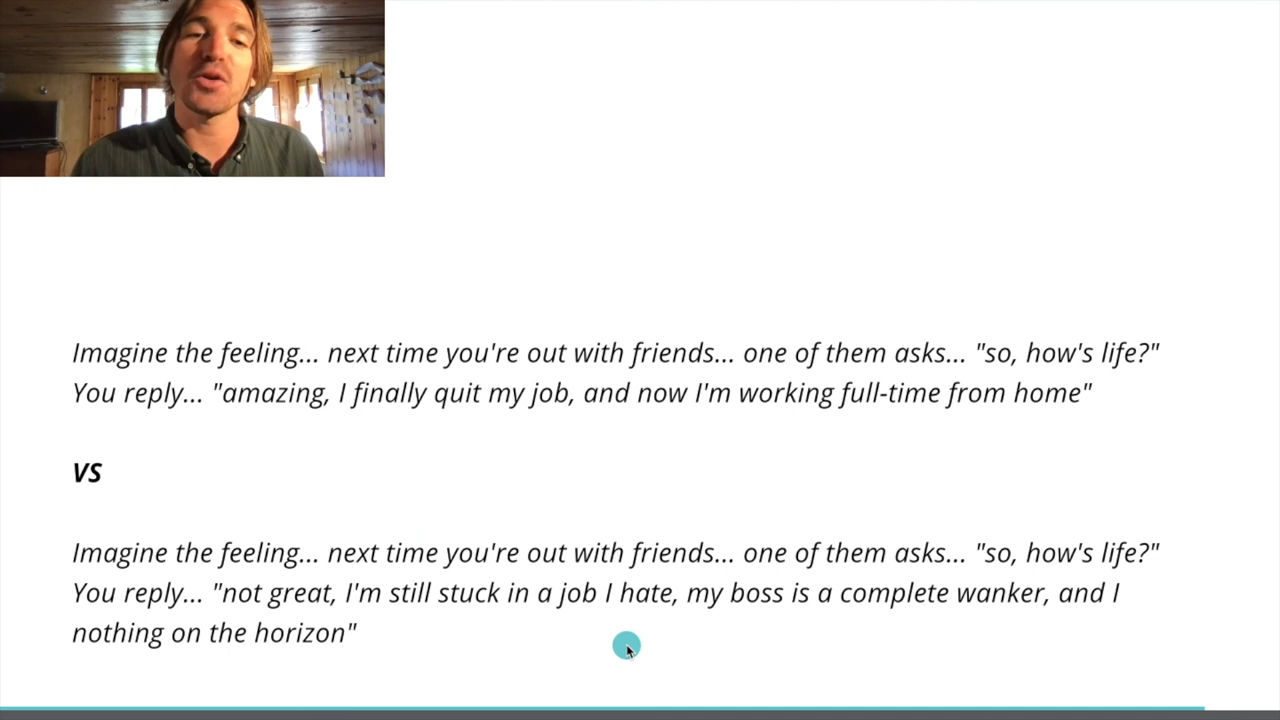 Imagine the feeling... next time you're out with friends... one of them asks... "so, how's life?"
You reply... "amazing, I finally quit my job, and now I'm working full-time from home"
VS
Imagine the feeling... next time you're out with friends... one of them asks... "so, how's life?"
You reply... "not great, I'm still stuck in a job I hate, my boss is a complete wanker, and I
nothing on the horizon"